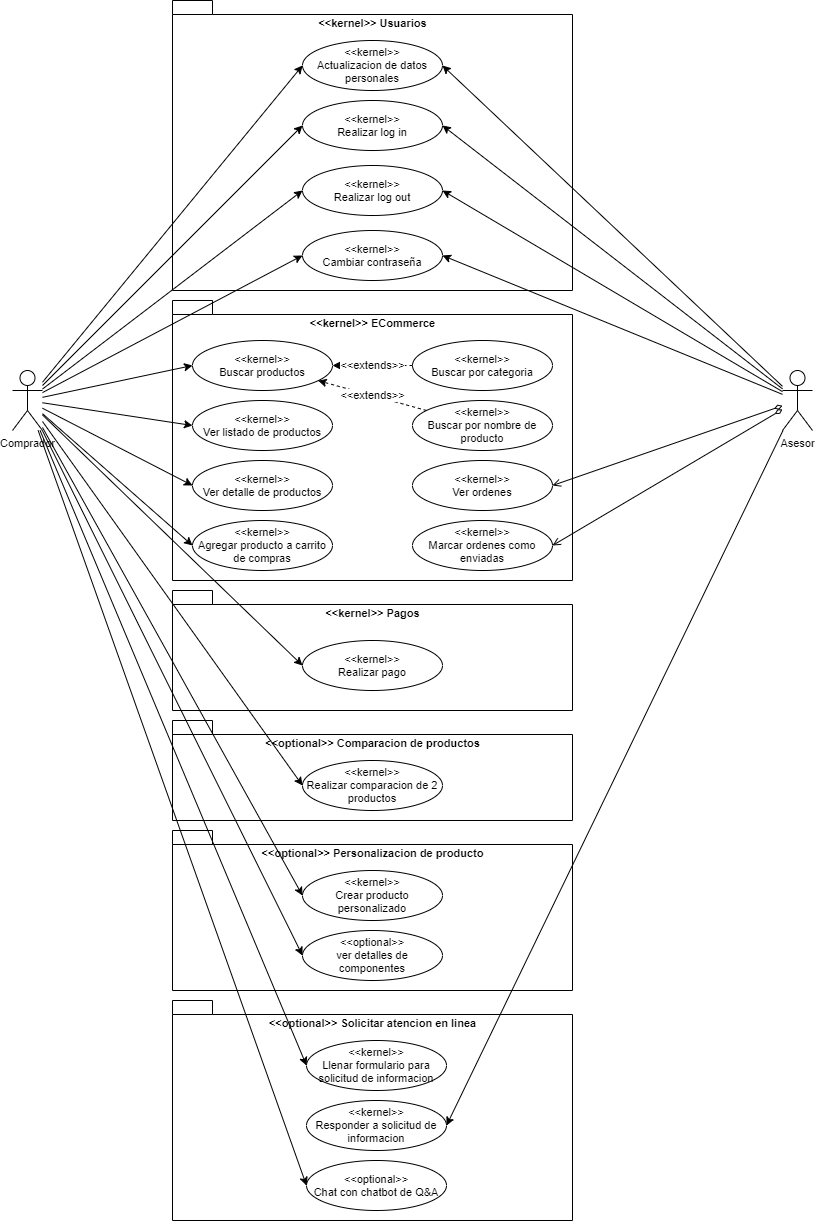 <<kernel>> Usuarios
<<kernel>>
Actualizacion de datos
personales
<<kernel>>
Realizar log in
<<kernel>>
Realizar log out
<<kernel>>
Cambiar contraseña
<<kernel>> ECommerce
<<kernel>>
Buscar productos
<<extends>>
<<kernel>>
Buscar por categoria
<<extends>>
<<kernel>>
Ver listado de productos
<<kernel>>
Buscar por nombre de
producto
Comprador
Asesor
<<kernel>>
Ver detalle de productos
<<kernel>>
Ver ordenes
<<kernel>>
Agregar producto a carrito
de compras
<<kernel>>
Marcar ordenes como
enviadas
<<kernel>> Pagos
<<kernel>>
Realizar pago
<<optional>> Comparacion de productos
<<kernel>>
Realizar comparacion de 2
productos
<<optional>> Personalizacion de producto
<<kernel>>
Crear producto
personalizado
<<optional>>
ver detalles de
componentes
<<optional>> Solicitar atencion en linea
<<kernel>>
Llenar formulario para
solicitud de informacion
<<kernel>>
Responder a solicitud de
informacion
<<optional>>
Chat con chatbot de Q&A